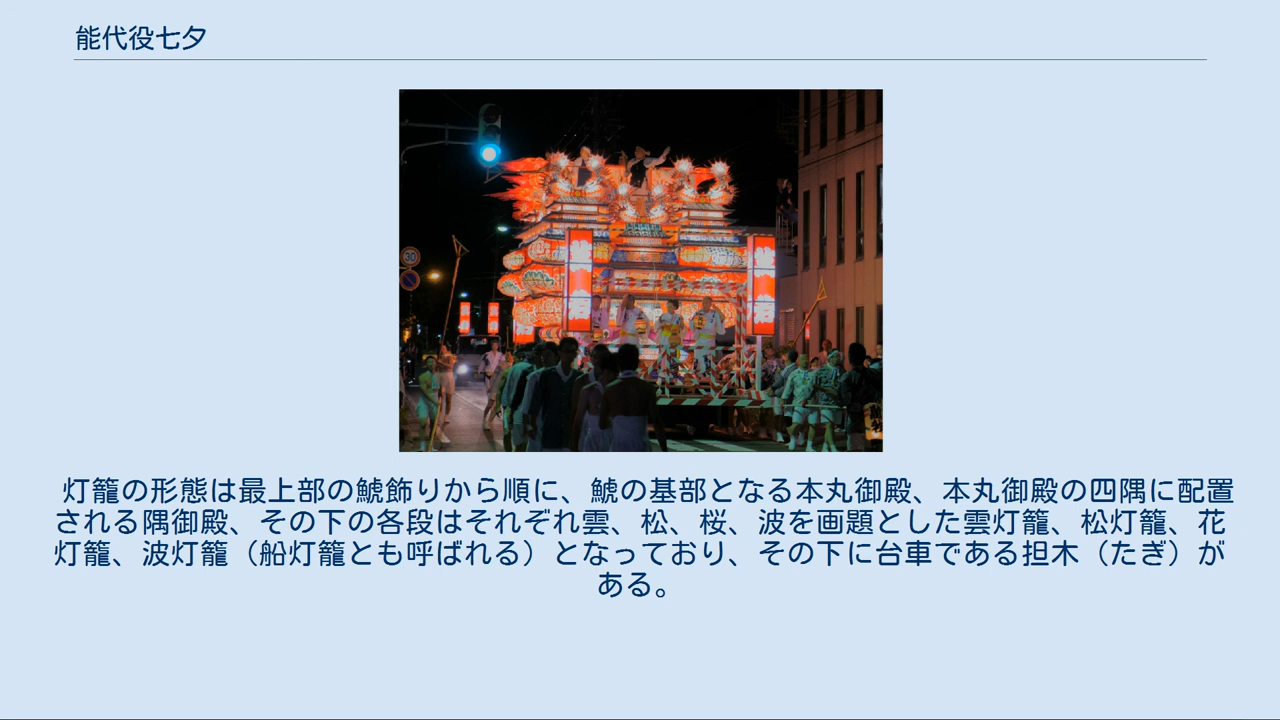 能代役七夕
30
灯籠の形態は最上部の鯱飾りから順に、鯱の基部となる本丸御殿、本丸御殿の四隅に配置
される隅御殿、その下の各段はそれぞれ雲、松、桜、波を画題とした雲灯籠、松灯籠、花
灯籠、波灯籠（船灯籠とも呼ばれる）となっており、その下に台車である担木（たぎ）が
ある。